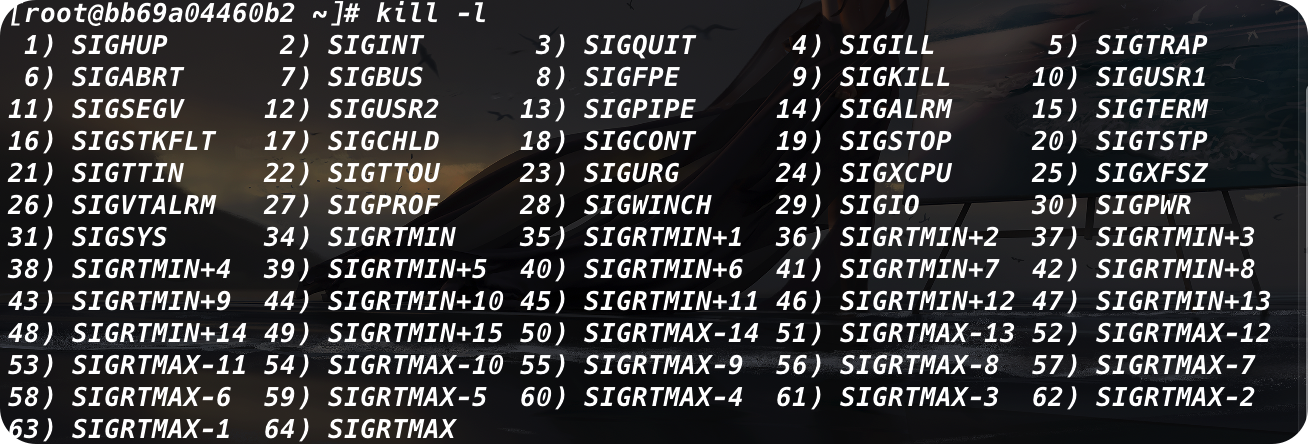 [root@bb69a04460b2 ~]# kill -l
 1) SIGHUP       2) SIGINT       3) SIGQUIT      4) SIGILL       5) SIGTRAP
 6) SIGABRT      7) SIGBUS       8) SIGFPE       9) SIGKILL     10) SIGUSR1
11) SIGSEGV     12) SIGUSR2     13) SIGPIPE     14) SIGALRM     15) SIGTERM
16) SIGSTKFLT   17) SIGCHLD     18) SIGCONT     19) SIGSTOP     20) SIGTSTP
21) SIGTTIN     22) SIGTTOU     23) SIGURG      24) SIGXCPU     25) SIGXFSZ
26) SIGVTALRM   27) SIGPROF     28) SIGWINCH    29) SIGIO       30) SIGPWR
31) SIGSYS      34) SIGRTMIN    35) SIGRTMIN+1  36) SIGRTMIN+2  37) SIGRTMIN+3
38) SIGRTMIN+4  39) SIGRTMIN+5  40) SIGRTMIN+6  41) SIGRTMIN+7  42) SIGRTMIN+8
43) SIGRTMIN+9  44) SIGRTMIN+10 45) SIGRTMIN+11 46) SIGRTMIN+12 47) SIGRTMIN+13
48) SIGRTMIN+14 49) SIGRTMIN+15 50) SIGRTMAX-14 51) SIGRTMAX-13 52) SIGRTMAX-12
53) SIGRTMAX-11 54) SIGRTMAX-10 55) SIGRTMAX-9  56) SIGRTMAX-8  57) SIGRTMAX-7
58) SIGRTMAX-6  59) SIGRTMAX-5  60) SIGRTMAX-4  61) SIGRTMAX-3  62) SIGRTMAX-2
63) SIGRTMAX-1  64) SIGRTMAX